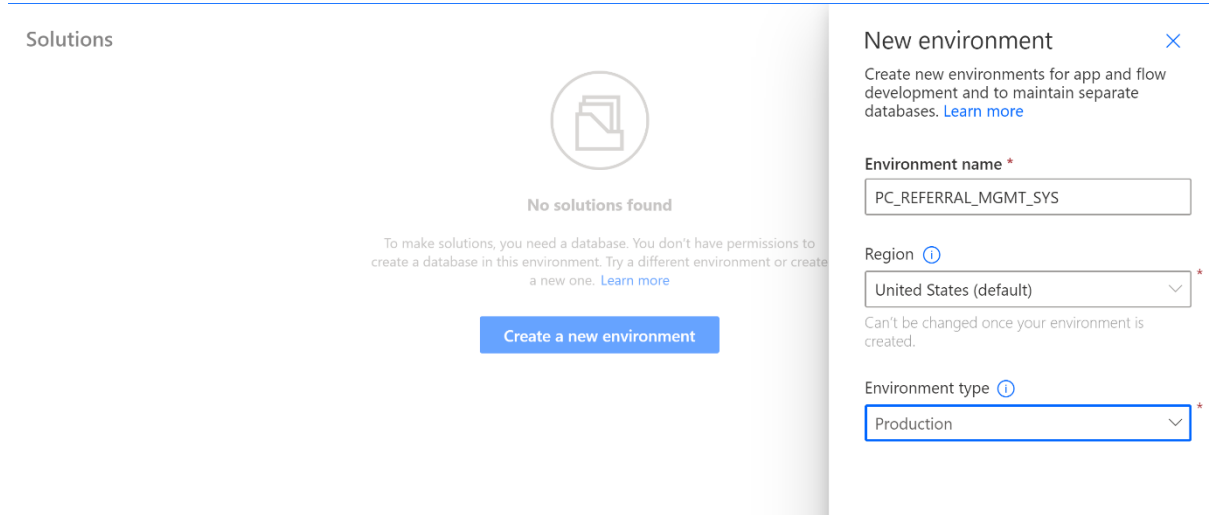 Solutions
No solutions found
To make solutions, you need a database. You don't have permissions to
create a database in this environment. Try a different environment or create
a new one. Learn more
Create a new environment
New environment
Create new environments for app and flow
development and to maintain separate
databases. Learn more
Environment name *
PC_REFERRAL_MGMT_SYS
Region
United States (default)
*
Can't be changed once your environment is
created.
Environment type
Production
*